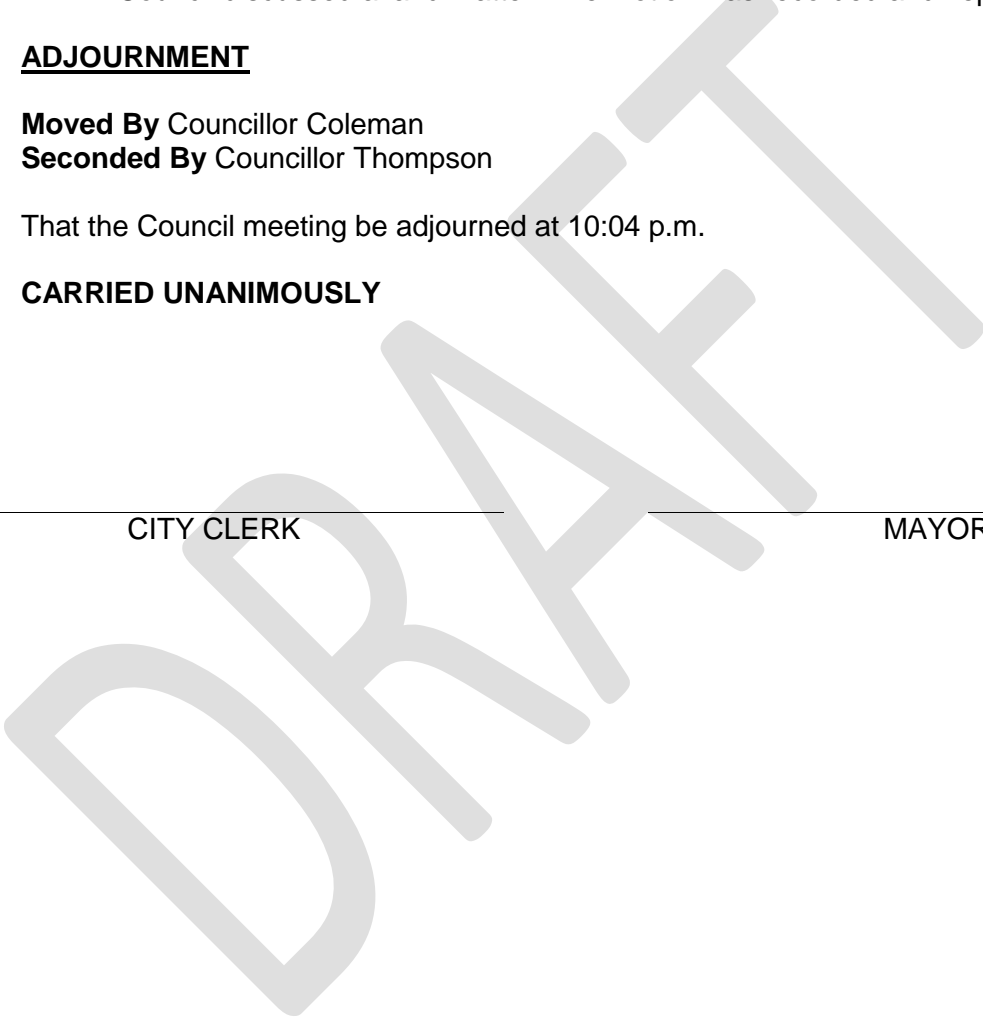 ADJOURNMENT
Moved By Councillor Coleman
Seconded By Councillor Thompson
That the Council meeting be adjourned at 10:04 p.m.
CARRIED UNANIMOUSLY
CITY CLERK MAYOR
DRAFT